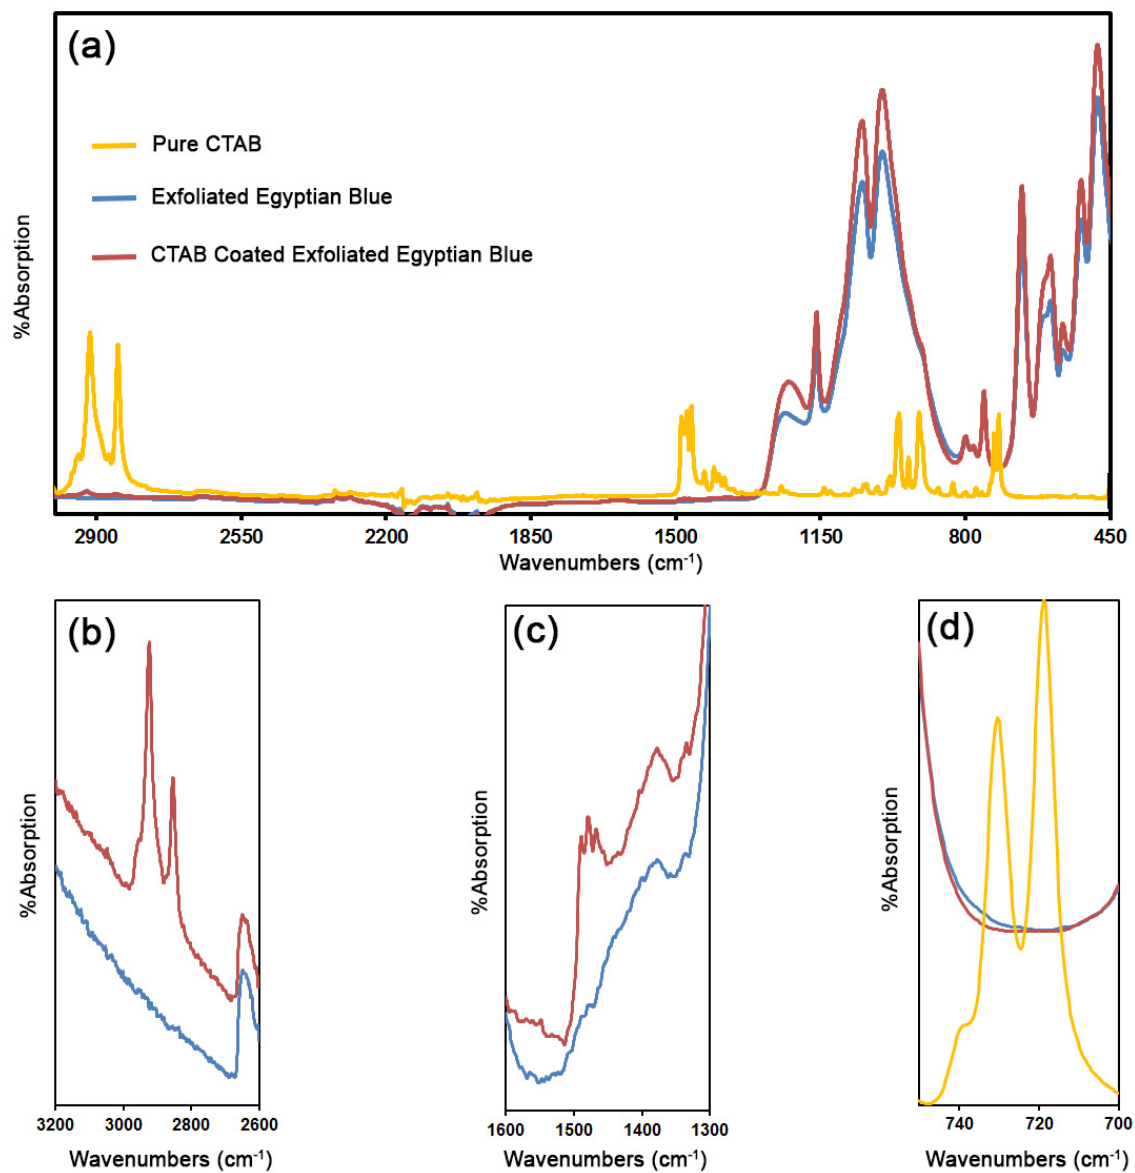 (a)
Pure CTAB
Exfoliated Egyptian Blue
CTAB Coated Exfoliated Egyptian Blue
%Absorption
2900 2550 2200 1850 1500 1150 800 450
Wavenumbers (cm⁻¹)
(b)
%Absorption
3200 3000 2800 2600
Wavenumbers (cm⁻¹)
(c)
%Absorption
1600 1500 1400 1300
Wavenumbers (cm⁻¹)
(d)
%Absorption
740 720 700
Wavenumbers (cm⁻¹)